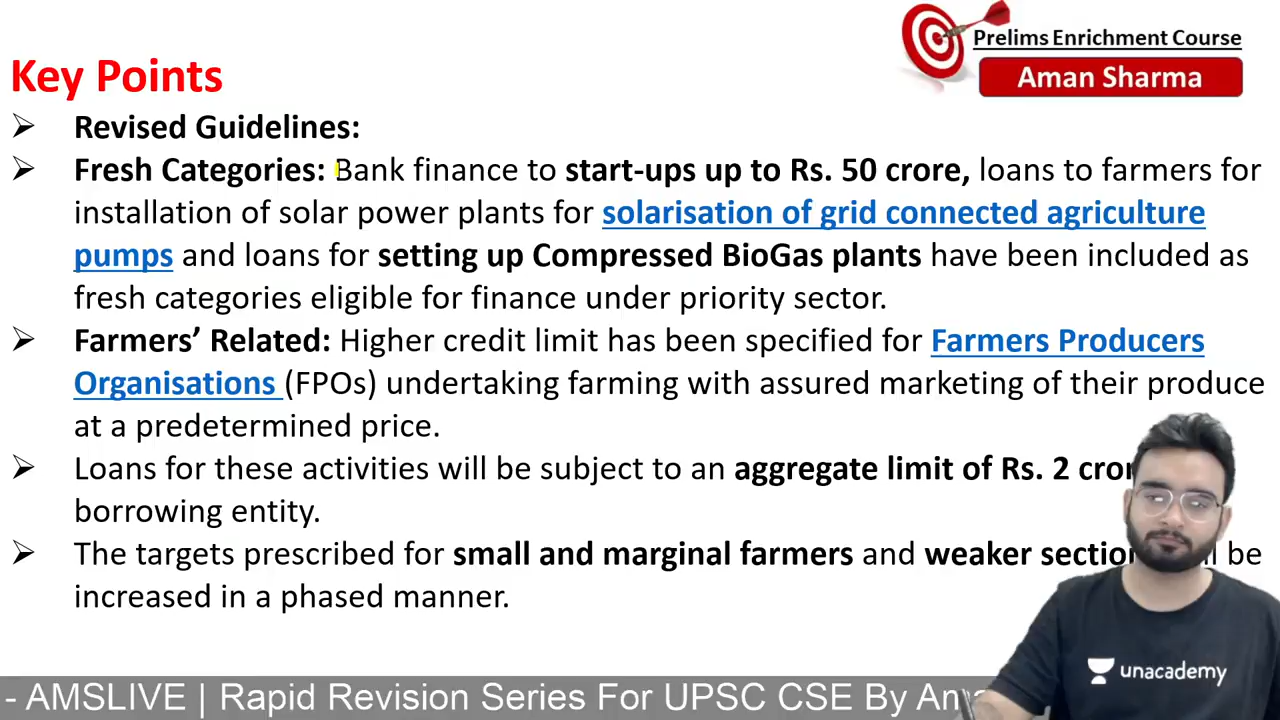 Prelims Enrichment Course
Aman Sharma
Key Points
➢ Revised Guidelines:
➢ Fresh Categories: Bank finance to start-ups up to Rs. 50 crore, loans to farmers for
installation of solar power plants for solarisation of grid connected agriculture
pumps and loans for setting up Compressed BioGas plants have been included as
fresh categories eligible for finance under priority sector.
➢ Farmers’ Related: Higher credit limit has been specified for Farmers Producers
Organisations (FPOs) undertaking farming with assured marketing of their produce
at a predetermined price.
➢ Loans for these activities will be subject to an aggregate limit of Rs. 2
borrowing entity.
➢ The targets prescribed for small and marginal farmers and weaker be
increased in a phased manner.
unacademy
- AMSLIVE | Rapid Revision Series For UPSC CSE By